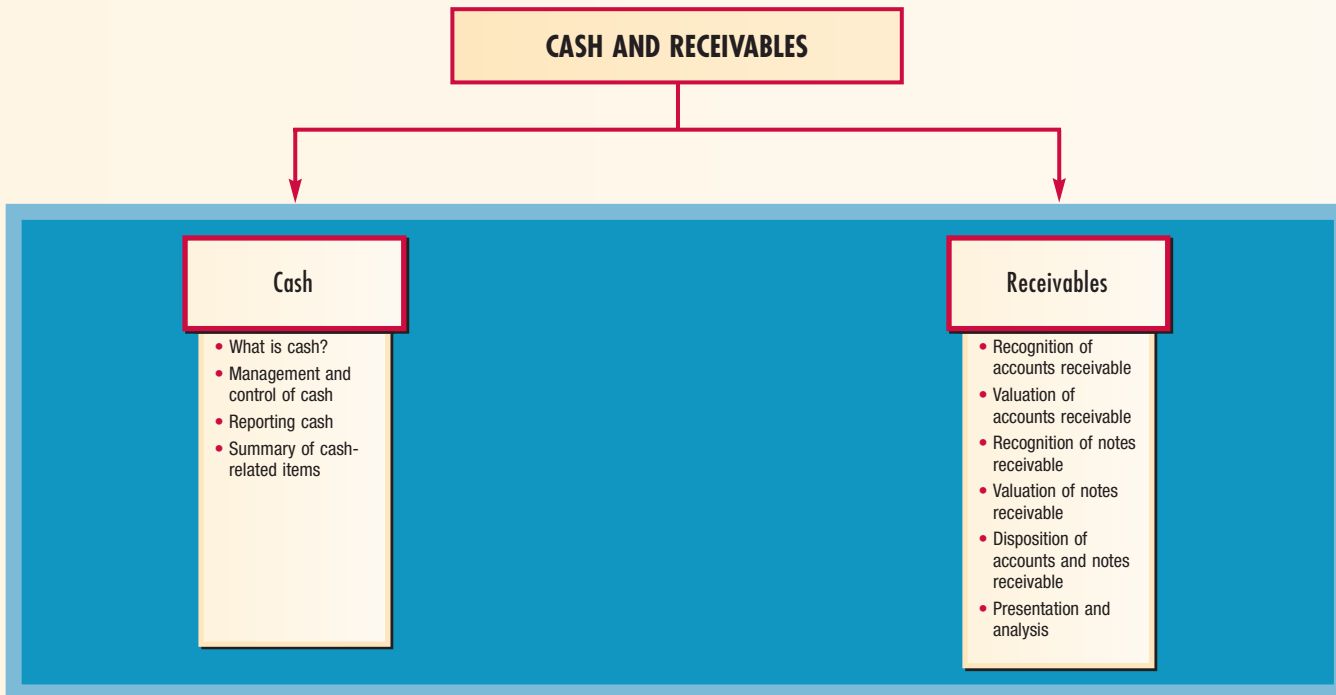 CASH AND RECEIVABLES
Cash
• What is cash?
• Management and
control of cash
• Reporting cash
• Summary of cash-
related items
Receivables
• Recognition of
accounts receivable
• Valuation of
accounts receivable
• Recognition of notes
receivable
• Valuation of notes
receivable
• Disposition of
accounts and notes
receivable
• Presentation and
analysis